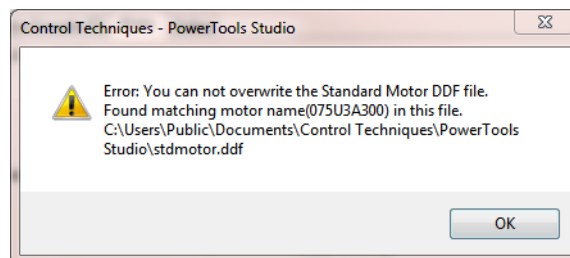 Control Techniques - PowerTools Studio
Error: You can not overwrite the Standard Motor DDF file.
Found matching motor name(075U3A300) in this file.
C:\Users\Public\Documents\Control Techniques\PowerTools
Studio\stdmotor.ddf
OK